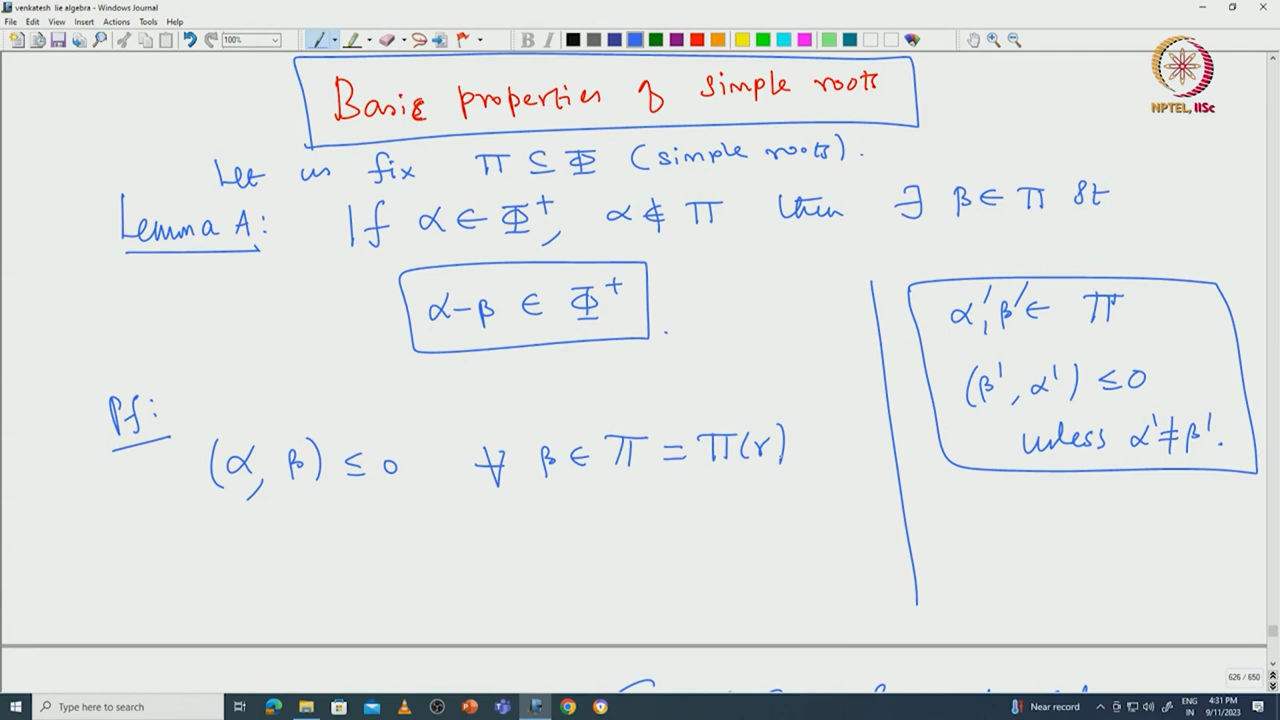 venkatesh lie algebra - Windows Journal
File Edit View Insert Actions Tools Help
100%
NPTEL, IISc
Basic properties of simple roots
Let us fix Π ⊆ Φ (simple roots).
Lemma A: If α ∈ Φ⁺, α ∉ Π then ∃ β ∈ Π st
α-β ∈ Φ⁺.
α', β' ∈ Π
(β', α') ≤ 0
unless α' ≠ β'.
Pf:
(α, β) ≤ 0 ∀ β ∈ Π = Π(r)
626 / 650
Type here to search
Near record
ENG
IN
4:31 PM
9/11/2023